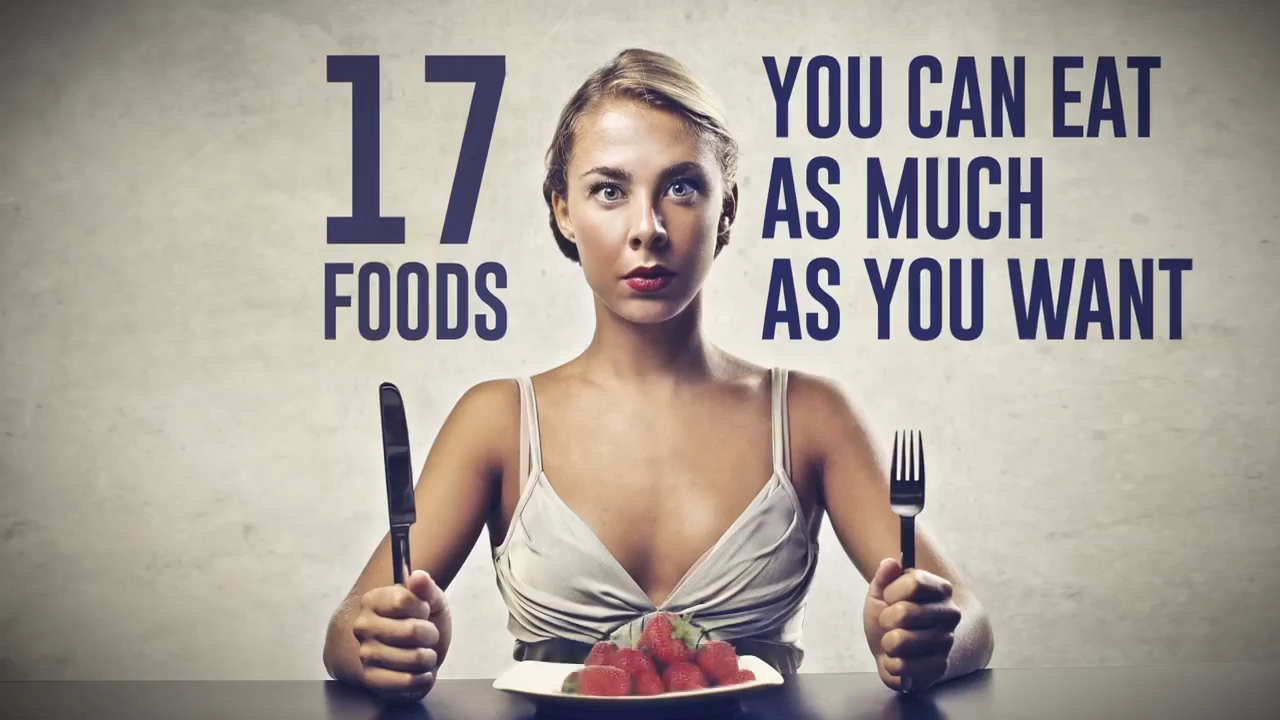 17
FOODS
YOU CAN EAT
AS MUCH
AS YOU WANT